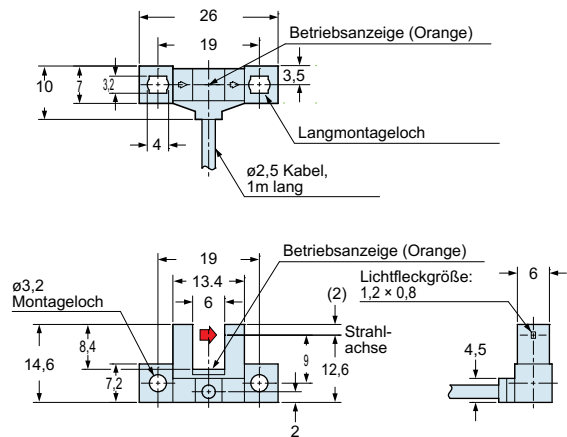 26
19
Betriebsanzeige (Orange)
3,5
10
7
3,2
4
Langmontageloch
ø2,5 Kabel,
1m lang
19
13.4
6
Betriebsanzeige (Orange)
(2)
Lichtfleckgröße:
1,2 × 0,8
6
ø3,2
Montageloch
Strahl-
achse
8,4
14,6
7,2
9
12,6
4,5
2